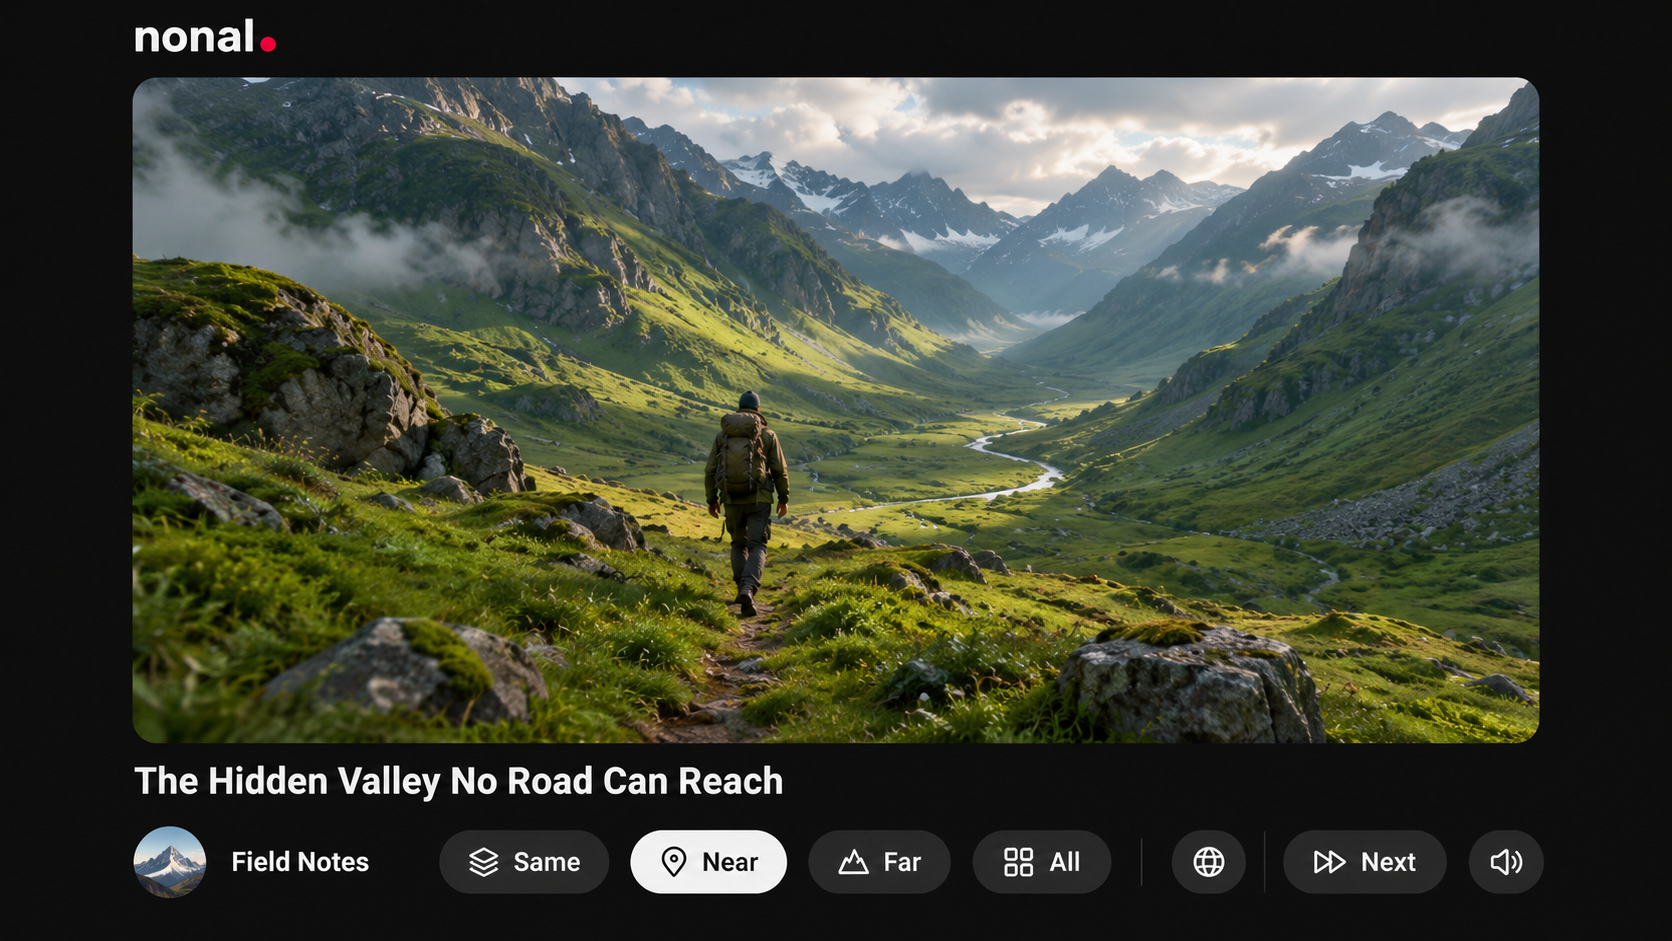 nonal.
The Hidden Valley No Road Can Reach
Field Notes
Same
Near
Far
All
Next